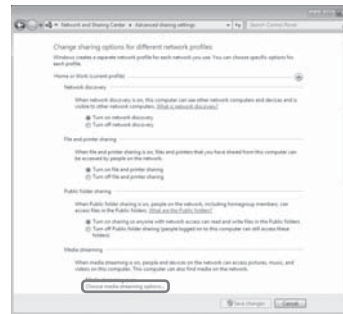 Network and Sharing Center ▸ Advanced sharing settings
Search Control Panel
Change sharing options for different network profiles
Windows creates a separate network profile for each network you use. You can choose specific options for
each profile.
Home or Work (current profile)
Network discovery
When network discovery is on, this computer can see other network computers and devices and is
visible to other network computers. What is network discovery?
Turn on network discovery
Turn off network discovery
File and printer sharing
When file and printer sharing is on, files and printers that you have shared from this computer can
be accessed by people on the network.
Turn on file and printer sharing
Turn off file and printer sharing
Public folder sharing
When Public folder sharing is on, people on the network, including homegroup members, can
access files in the Public folders. What are the Public folders?
Turn on sharing so anyone with network access can read and write files in the Public folders
Turn off Public folder sharing (people logged on to this computer can still access these
folders)
Media streaming
When media streaming is on, people and devices on the network can access pictures, music, and
videos on this computer. This computer can also find media on the network.
Choose media streaming options...
Save changes
Cancel